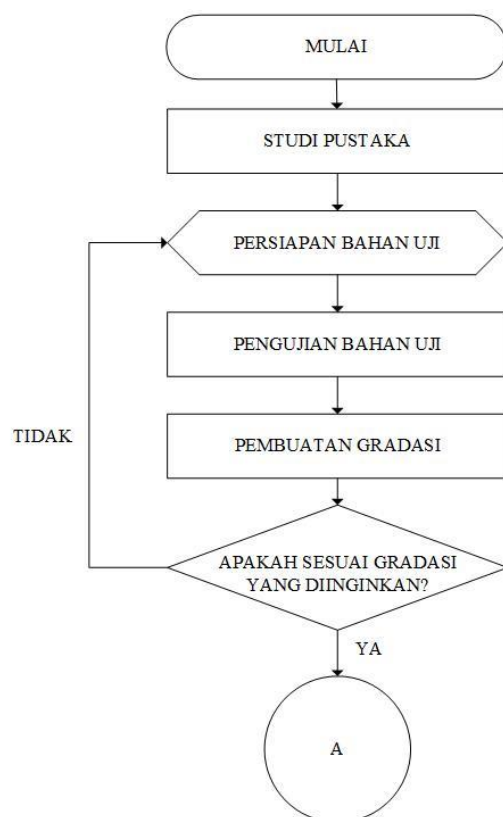 MULAI
STUDI PUSTAKA
PERSIAPAN BAHAN UJI
PENGUJIAN BAHAN UJI
PEMBUATAN GRADASI
TIDAK
APAKAH SESUAI GRADASI
YANG DIINGINKAN?
YA
A